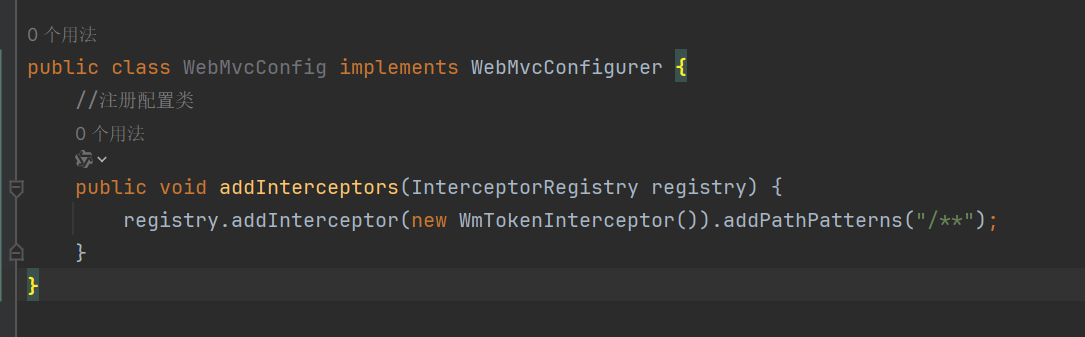 0 个用法
public class WebMvcConfig implements WebMvcConfigurer {
//注册配置类
0 个用法
public void addInterceptors(InterceptorRegistry registry) {
registry.addInterceptor(new WmTokenInterceptor()).addPathPatterns("/**");
}
}